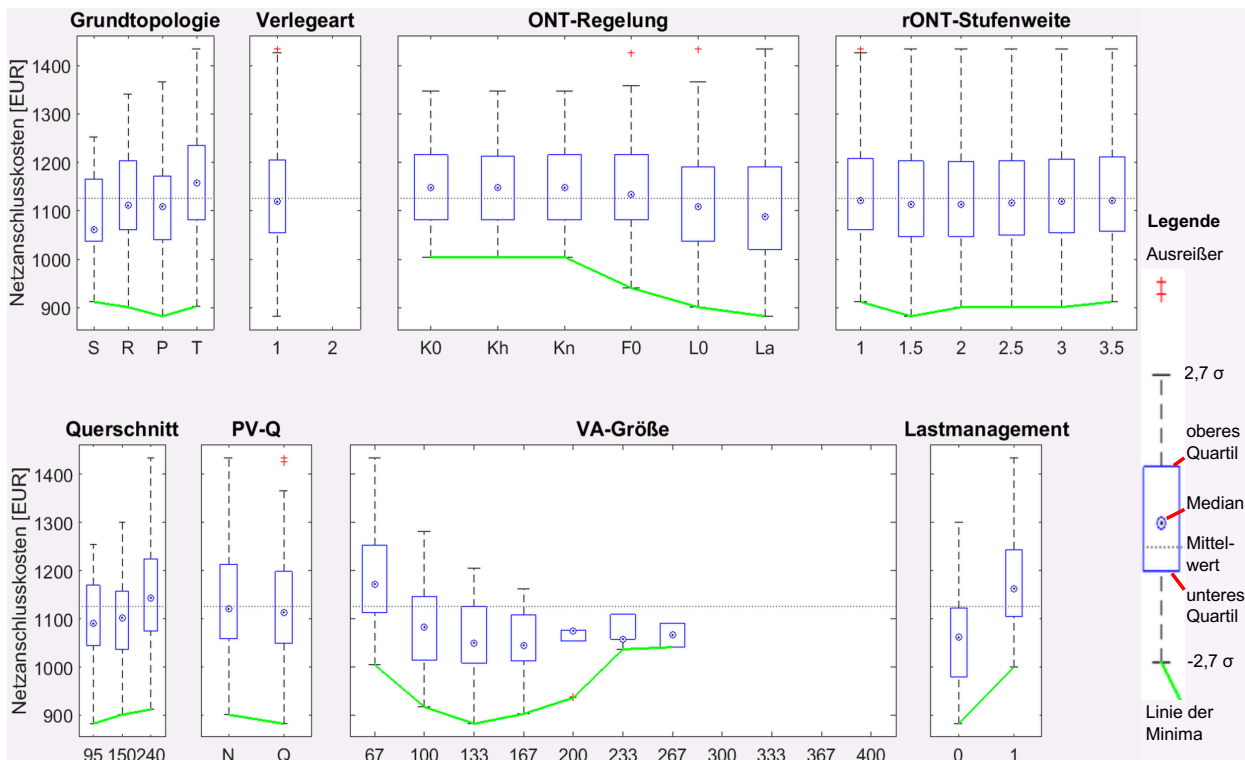 Grundtopologie
Verlegeart
ONT-Regelung
rONT-Stufenweite
Netzanschlusskosten [EUR]
1400
1300
1200
1100
1000
900
S R P T
1 2
K0 Kh Kn F0 L0 La
1 1.5 2 2.5 3 3.5
Querschnitt
PV-Q
VA-Größe
Lastmanagement
Netzanschlusskosten [EUR]
1400
1300
1200
1100
1000
900
95 150 240
N Q
67 100 133 167 200 233 267 300 333 367 400
0 1
Legende
Ausreißer
2,7 σ
oberes
Quartil
Median
Mittel-
wert
unteres
Quartil
-2,7 σ
Linie der
Minima